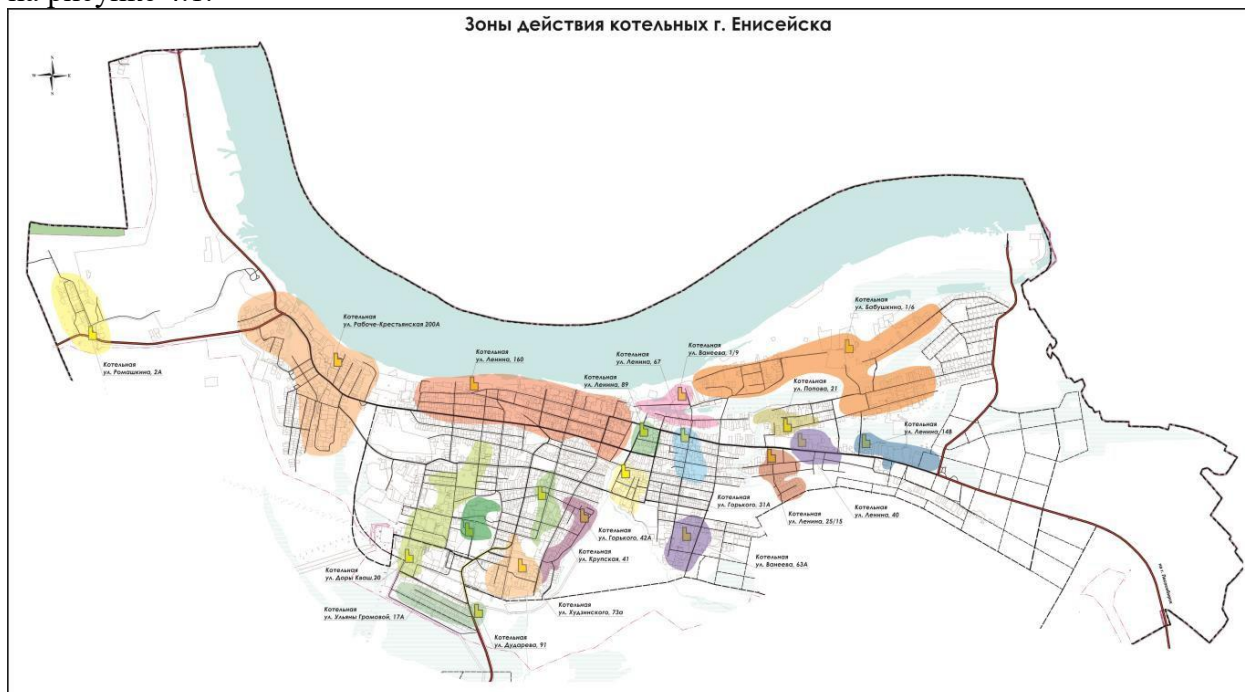 на рисунке 4.1.
Зоны действия котельных г. Енисейска
Котельная
ул. Бабушкина, 1/6
Котельная
ул. Рабоче-Крестьянская 200А
Котельная
ул. Ванеева, 1/9
Котельная
ул. Ленина, 67
Котельная
ул. Ленина, 160
Котельная
ул. Ромашкина, 2А
Котельная
ул. Ленина, 89
Котельная
ул. Попова, 21
Котельная
ул. Ленина, 14В
Котельная
ул. Горького, 31А
Котельная
ул. Ленина, 25/15
Котельная
ул. Ленина, 40
Котельная
ул. Горького, 42А
Котельная
ул. Крупская, 41
Котельная
ул. Ванеева, 63А
Котельная
ул. Доры Кваш,20
Котельная
ул. Ульяны Громовой, 17А
Котельная
ул. Худзинского, 73а
Котельная
ул. Дударева, 91